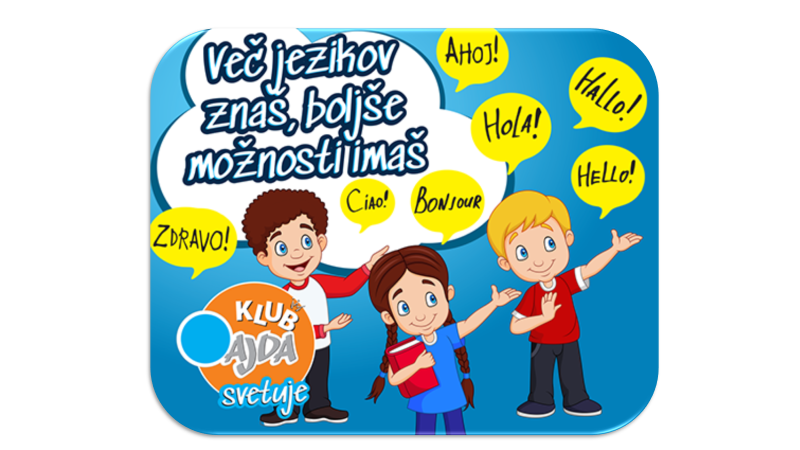 Več jezikov
znaš, boljše
možnosti imaš
AHOJ!
HALLO!
HOLA!
HELLO!
CIAO!
BONJOUR
ZDRAVO!
KLUB
AJDA
svetuje